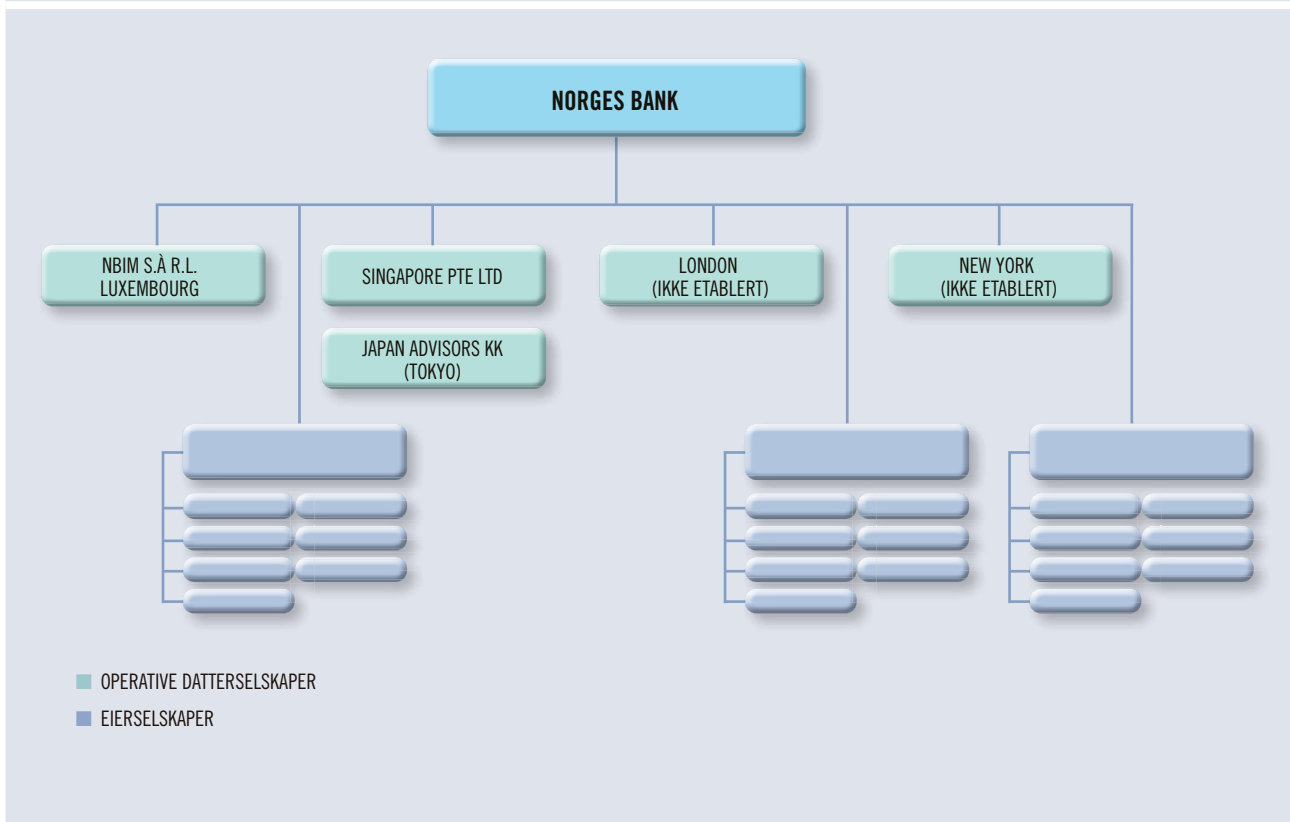 NORGES BANK
NBIM S.À R.L.
LUXEMBOURG
SINGAPORE PTE LTD
LONDON
(IKKE ETABLERT)
NEW YORK
(IKKE ETABLERT)
JAPAN ADVISORS KK
(TOKYO)
OPERATIVE DATTERSELSKAPER
EIERSELSKAPER